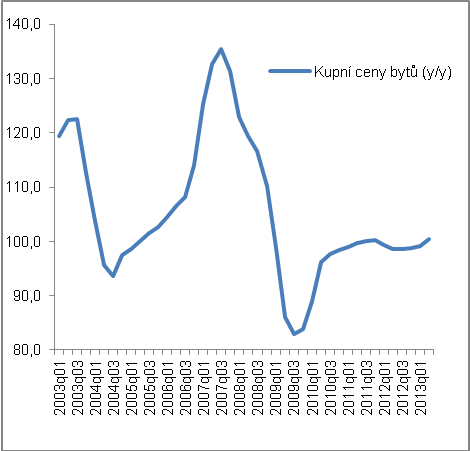 140,0
130,0
120,0
110,0
100,0
90,0
80,0
Kupní ceny bytů (y/y)
2003q01
2003q03
2004q01
2004q03
2005q01
2005q03
2006q01
2006q03
2007q01
2007q03
2008q01
2008q03
2009q01
2009q03
2010q01
2010q03
2011q01
2011q03
2012q01
2012q03
2013q01